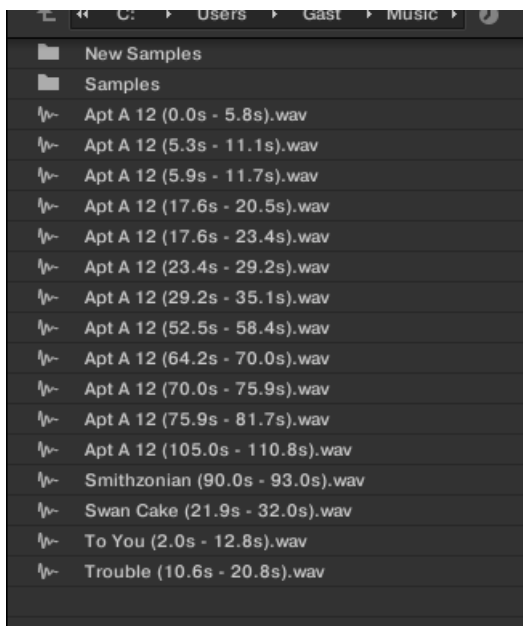 C: Users Gast Music
New Samples
Samples
Apt A 12 (0.0s - 5.8s).wav
Apt A 12 (5.3s - 11.1s).wav
Apt A 12 (5.9s - 11.7s).wav
Apt A 12 (17.6s - 20.5s).wav
Apt A 12 (17.6s - 23.4s).wav
Apt A 12 (23.4s - 29.2s).wav
Apt A 12 (29.2s - 35.1s).wav
Apt A 12 (52.5s - 58.4s).wav
Apt A 12 (64.2s - 70.0s).wav
Apt A 12 (70.0s - 75.9s).wav
Apt A 12 (75.9s - 81.7s).wav
Apt A 12 (105.0s - 110.8s).wav
Smithzonian (90.0s - 93.0s).wav
Swan Cake (21.9s - 32.0s).wav
To You (2.0s - 12.8s).wav
Trouble (10.6s - 20.8s).wav